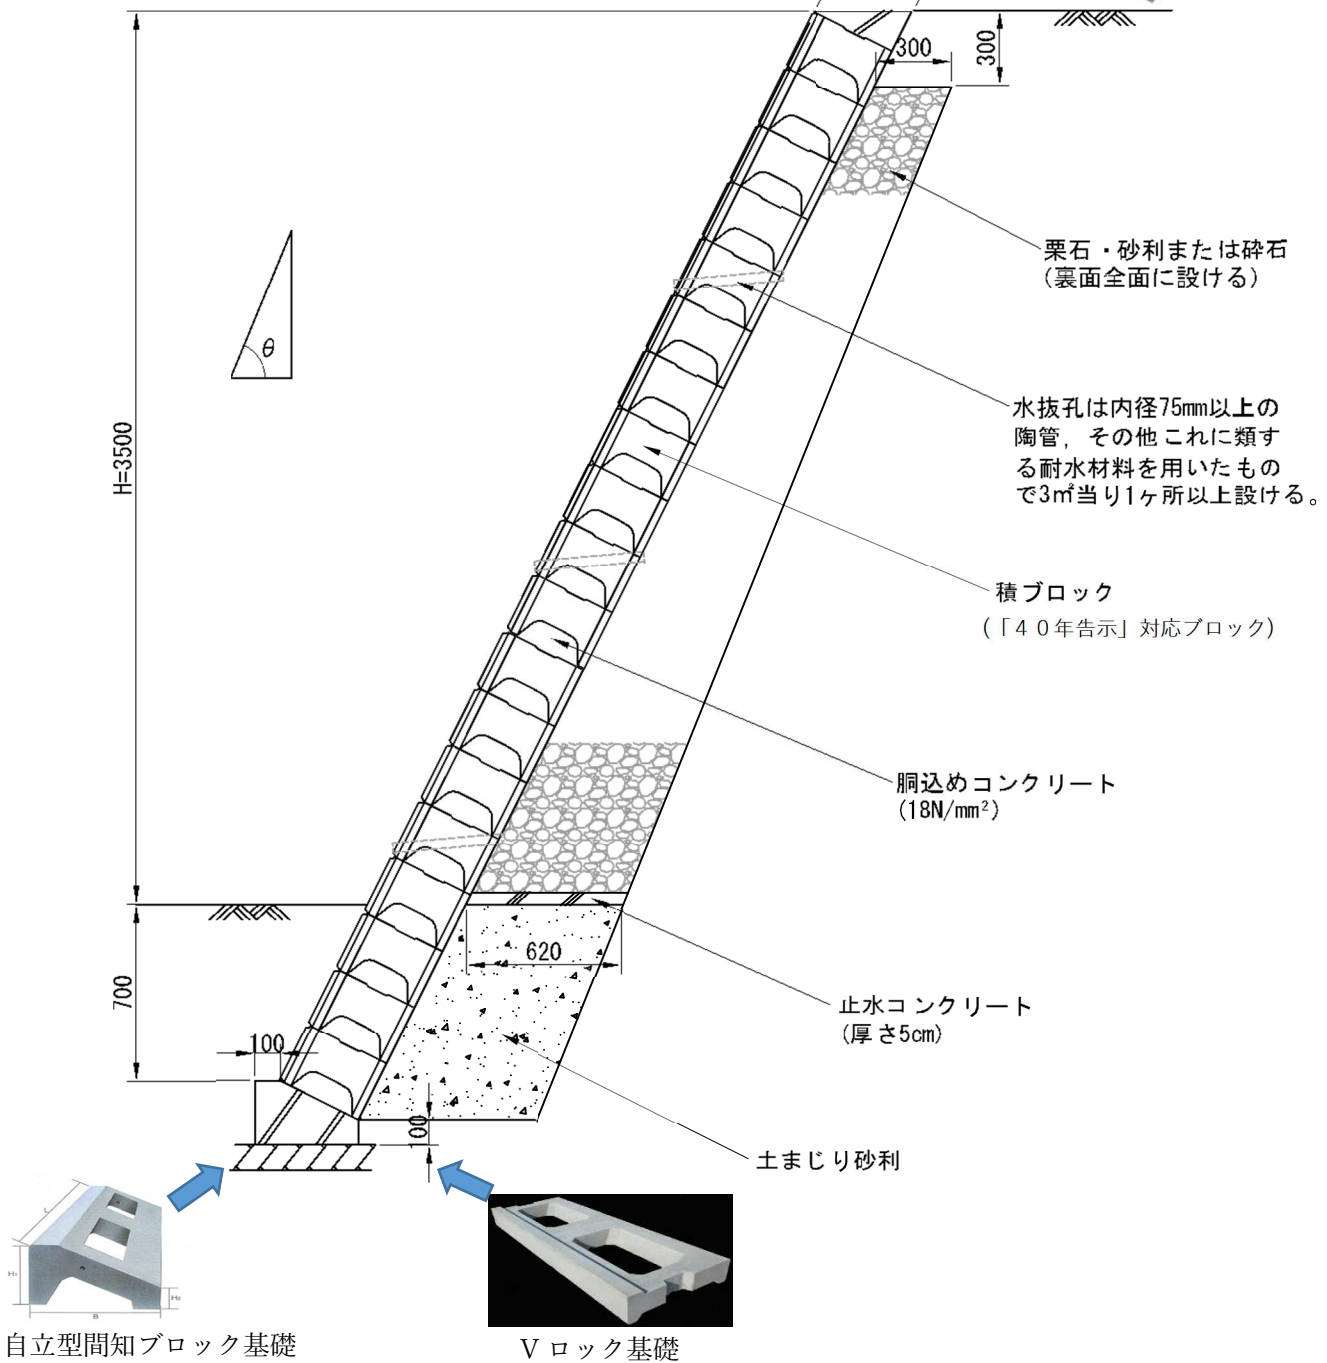 300
300
栗石・砂利または砕石
(裏面全面に設ける)
θ
水抜孔は内径75mm以上の
陶管, その他これに類す
る耐水材料を用いたもの
で3㎡当り1ヶ所以上設ける。
H=3500
積ブロック
(「４０年告示」対応ブロック)
胴込めコンクリート
(18N/mm²)
620
700
止水コンクリート
(厚さ5cm)
100
100
土まじり砂利
L
H₁
H₂
B
自立型間知ブロック基礎
Vロック基礎